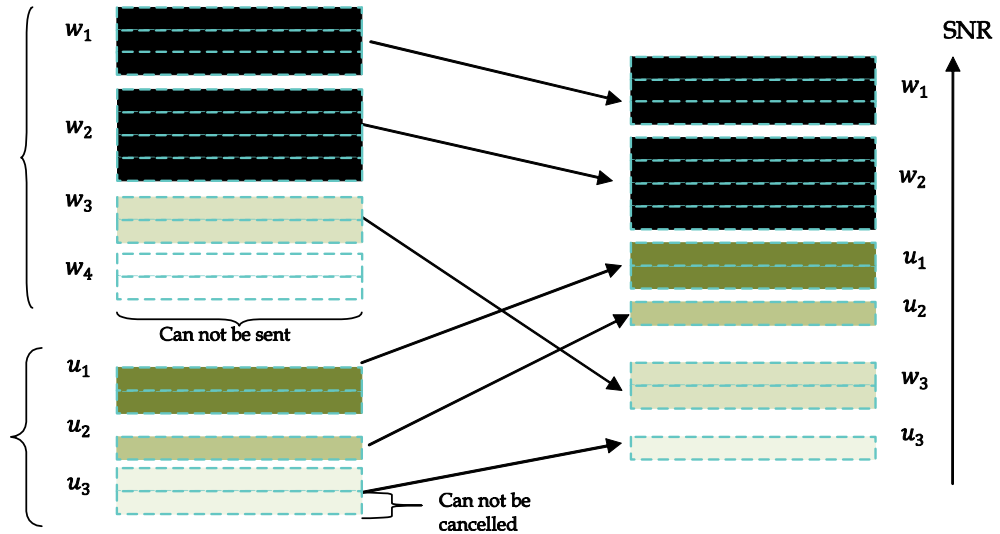 w₁
w₂
w₃
w₄
Can not be sent
u₁
u₂
u₃
Can not be
cancelled
SNR
w₁
w₂
u₁
u₂
w₃
u₃